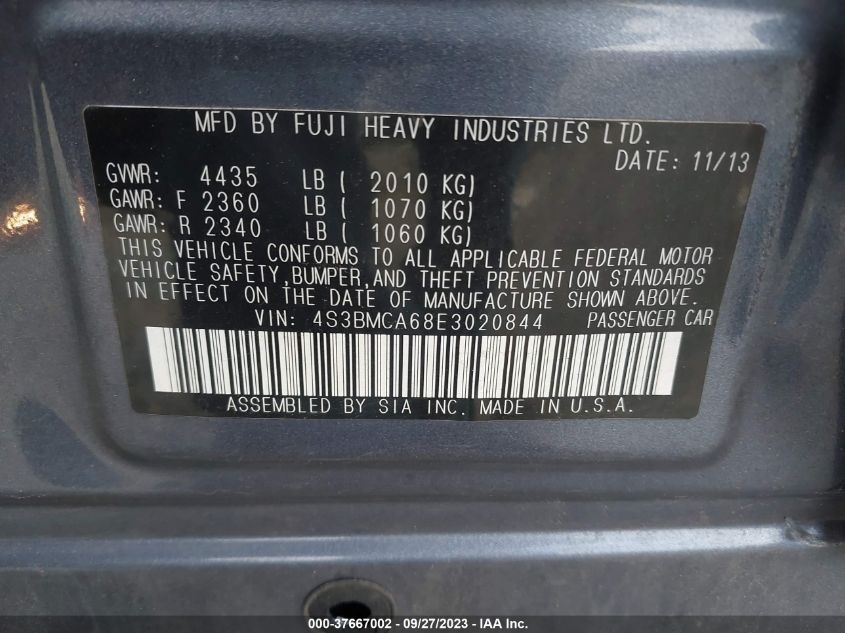 MFD BY FUJI HEAVY INDUSTRIES LTD.
DATE: 11/13
GVWR: 4435 LB ( 2010 KG)
GAWR: F 2360 LB ( 1070 KG)
GAWR: R 2340 LB ( 1060 KG)
THIS VEHICLE CONFORMS TO ALL APPLICABLE FEDERAL MOTOR
VEHICLE SAFETY, BUMPER, AND THEFT PREVENTION STANDARDS
IN EFFECT ON THE DATE OF MANUFACTURE SHOWN ABOVE.
VIN: 4S3BMCA68E3020844 PASSENGER CAR
ASSEMBLED BY SIA INC. MADE IN U.S.A.
000-37667002 - 09/27/2023 - IAA Inc.